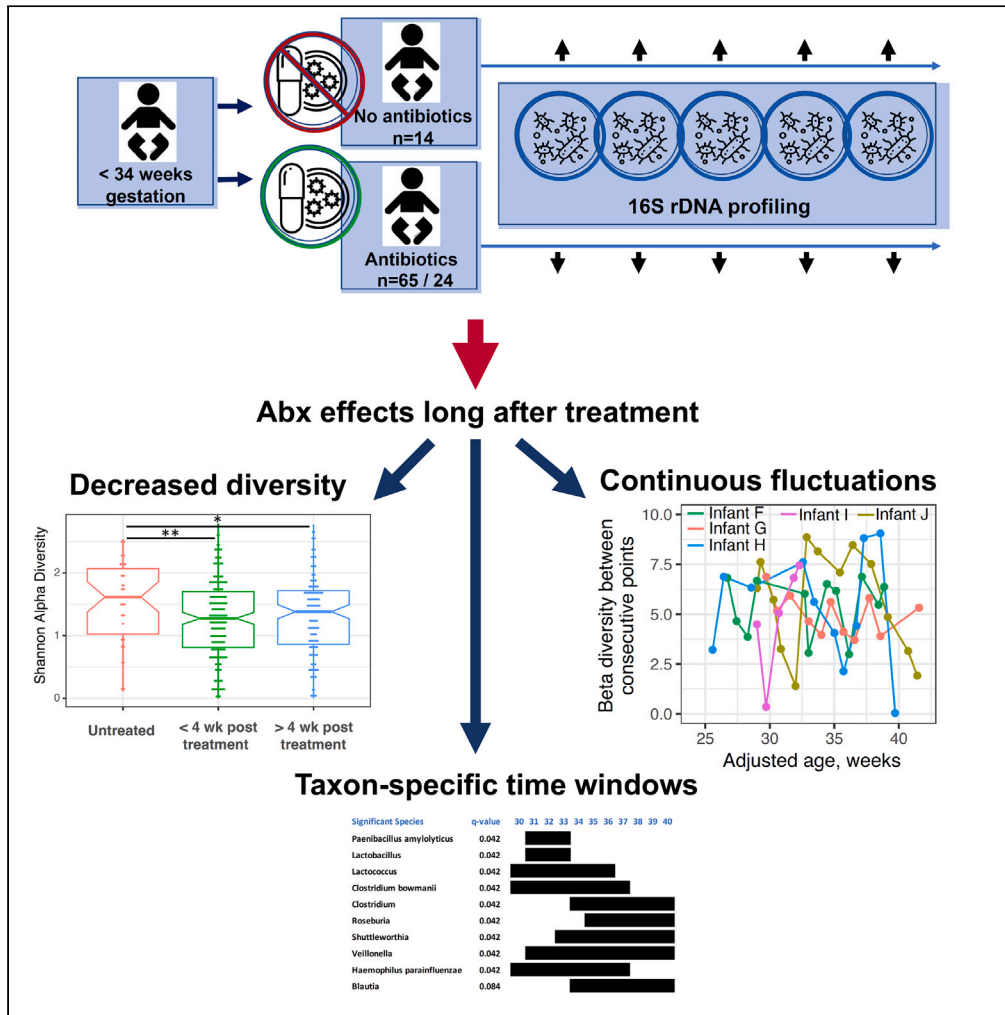 No antibiotics
n=14
< 34 weeks
gestation
16S rDNA profiling
Antibiotics
n=65 / 24
Abx effects long after treatment
Decreased diversity
**
*
Shannon Alpha Diversity
2
1
0
Untreated
< 4 wk post
treatment
> 4 wk post
treatment
Continuous fluctuations
Beta diversity between
consecutive points
10.0
7.5
5.0
2.5
0.0
Infant F
Infant G
Infant H
Infant I
Infant J
25 30 35 40
Adjusted age, weeks
Taxon-specific time windows
Significant Species q-value 30 31 32 33 34 35 36 37 38 39 40
Paenibacillus amylolyticus 0.042
Lactobacillus 0.042
Lactococcus 0.042
Clostridium bowmanii 0.042
Clostridium 0.042
Roseburia 0.042
Shuttleworthia 0.042
Veillonella 0.042
Haemophilus parainfluenzae 0.042
Blautia 0.084